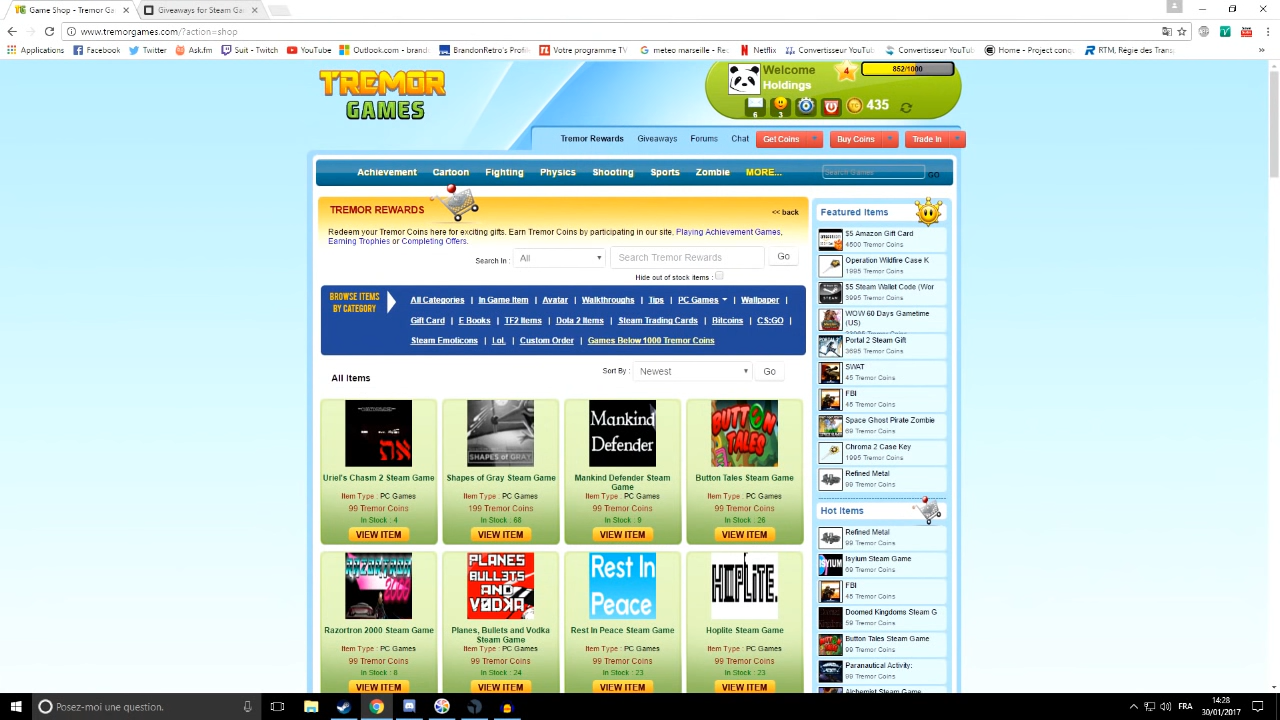 Game Shop - Tremor Ga
Giveaways for Steam Gam
www.tremorgames.com/?action=shop
Applications
Facebook
Twitter
Ask.fm
Suit - Twitch
YouTube
Outlook.com - brand
BrandonRetro's Profi
Votre programme TV
meteo marseille - Re
Netflix
Convertisseur YouTu
Convertisseur YouTu
Home - Project conq
RTM, Régie des Trans
»
TREMOR GAMES
Welcome
Holdings
4
852/1000
6
3
435
Tremor Rewards
Giveaways
Forums
Chat
Get Coins
Buy Coins
Trade In
Achievement
Cartoon
Fighting
Physics
Shooting
Sports
Zombie
MORE...
Search Games
GO
TREMOR REWARDS
<< back
Redeem your Tremor Coins here for exciting gifts. Earn Tremor Coins by participating in our site, Playing Achievement Games,
Earning Trophies or Completing Offers.
Search In :
All
Search Tremor Rewards
Go
Hide out of stock items :
BROWSE ITEMS
BY CATEGORY
All Categories | In Game Item | Avatar | Walkthroughs | Tips | PC Games | Wallpaper |
Gift Card | E Books | TF2 Items | Dota 2 Items | Steam Trading Cards | Bitcoins | CS:GO |
Steam Emoticons | LoL | Custom Order | Games Below 1000 Tremor Coins
All Items
Sort By :
Newest
Go
Uriel's Chasm 2 Steam Game
Item Type : PC Games
99 Tremor Coins
In Stock : 4
VIEW ITEM
SHAPES of GRAY
Shapes of Gray Steam Game
Item Type : PC Games
199 Tremor Coins
In Stock : 68
VIEW ITEM
Mankind
Defender
Mankind Defender Steam
Game
Item Type : PC Games
99 Tremor Coins
In Stock : 9
VIEW ITEM
BUTTON
TALES
Button Tales Steam Game
Item Type : PC Games
99 Tremor Coins
In Stock : 26
VIEW ITEM
RAZORTRON
2000
Razortron 2000 Steam Game
Item Type : PC Games
99 Tremor Coins
In Stock : 8
VIEW ITEM
PLANES
BULL3TS
AND
VODKA
Planes, Bullets and Vodka
Steam Game
Item Type : PC Games
99 Tremor Coins
In Stock : 24
VIEW ITEM
Rest In
Peace
Rest In Peace Steam Game
Item Type : PC Games
99 Tremor Coins
In Stock : 23
VIEW ITEM
HOPLITE.
Hoplite Steam Game
Item Type : PC Games
99 Tremor Coins
In Stock : 23
VIEW ITEM
Featured Items
$5 Amazon Gift Card
4500 Tremor Coins
Operation Wildfire Case K
1995 Tremor Coins
$5 Steam Wallet Code (Wor
3995 Tremor Coins
WOW 60 Days Gametime
(US)
Portal 2 Steam Gift
3695 Tremor Coins
SWAT
45 Tremor Coins
FBI
45 Tremor Coins
Space Ghost Pirate Zombie
69 Tremor Coins
Chroma 2 Case Key
1995 Tremor Coins
Refined Metal
99 Tremor Coins
Hot Items
Refined Metal
99 Tremor Coins
ISYIUM
Isyium Steam Game
69 Tremor Coins
FBI
45 Tremor Coins
Doomed Kingdoms Steam G
59 Tremor Coins
Button Tales Steam Game
99 Tremor Coins
Paranautical Activity:
99 Tremor Coins
Alchemist Steam Game
Posez-moi une question.
FRA
14:28
30/01/2017